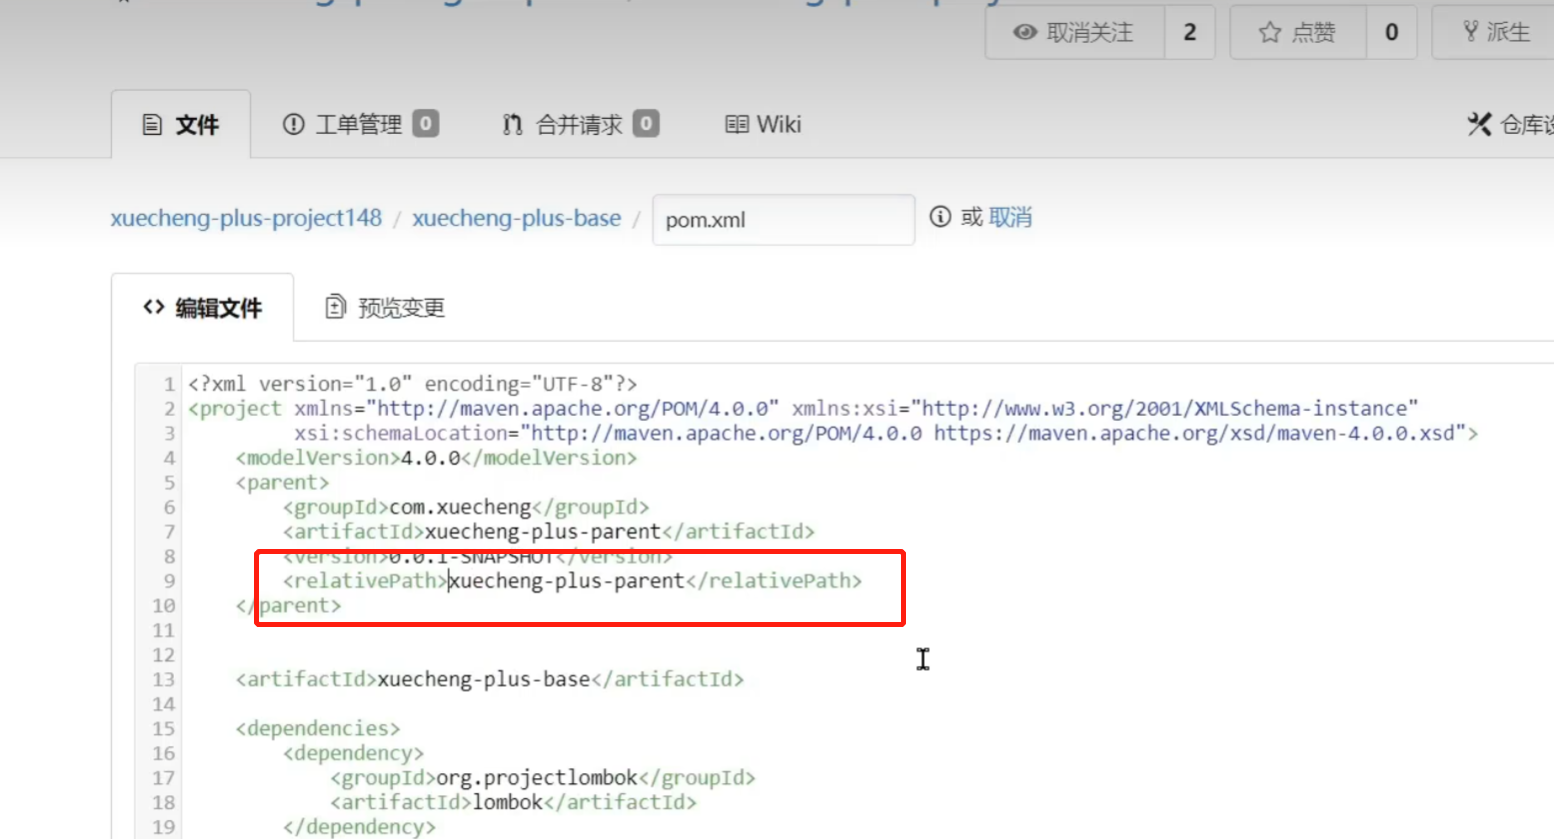 取消关注 2 点赞 0 派生
文件 工单管理 0 合并请求 0 Wiki 仓库
xuecheng-plus-project148 / xuecheng-plus-base / pom.xml 或 取消
编辑文件 预览变更
1 <?xml version="1.0" encoding="UTF-8"?>
2 <project xmlns="http://maven.apache.org/POM/4.0.0" xmlns:xsi="http://www.w3.org/2001/XMLSchema-instance"
3 xsi:schemaLocation="http://maven.apache.org/POM/4.0.0 https://maven.apache.org/xsd/maven-4.0.0.xsd">
4 <modelVersion>4.0.0</modelVersion>
5 <parent>
6 <groupId>com.xuecheng</groupId>
7 <artifactId>xuecheng-plus-parent</artifactId>
8 <version>0.0.1-SNAPSHOT</version>
9 <relativePath>xuecheng-plus-parent</relativePath>
10 </parent>
11
12
13 <artifactId>xuecheng-plus-base</artifactId>
14
15 <dependencies>
16 <dependency>
17 <groupId>org.projectlombok</groupId>
18 <artifactId>lombok</artifactId>
19 </dependency>